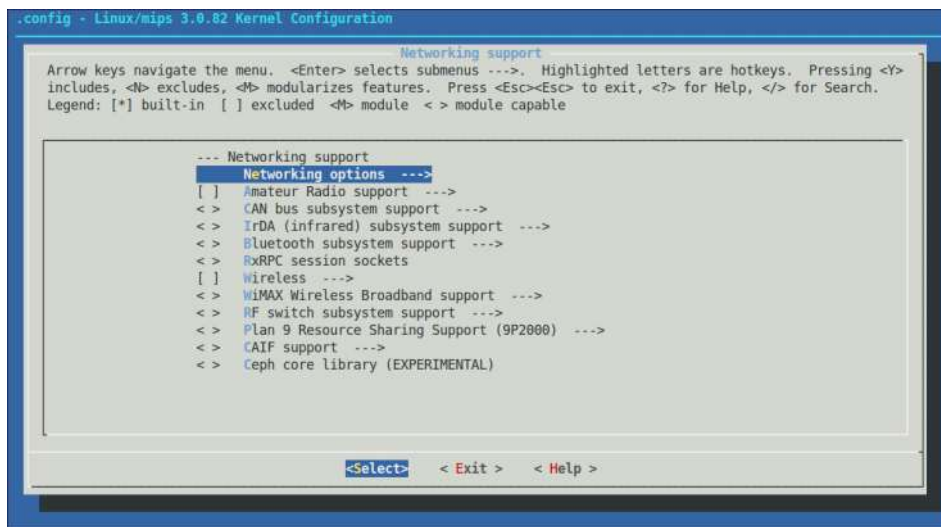 .config - Linux/mips 3.0.82 Kernel Configuration
Networking support
Arrow keys navigate the menu.  <Enter> selects submenus --->.  Highlighted letters are hotkeys.  Pressing <Y>
includes, <N> excludes, <M> modularizes features.  Press <Esc><Esc> to exit, <?> for Help, </> for Search.
Legend: [*] built-in  [ ] excluded  <M> module  < > module capable
--- Networking support
Networking options  --->
[ ]   Amateur Radio support  --->
< >   CAN bus subsystem support  --->
< >   IrDA (infrared) subsystem support  --->
< >   Bluetooth subsystem support  --->
< >   RxRPC session sockets
[ ]   Wireless  --->
< >   WiMAX Wireless Broadband support  --->
< >   RF switch subsystem support  --->
< >   Plan 9 Resource Sharing Support (9P2000)  --->
< >   CAIF support  --->
< >   Ceph core library (EXPERIMENTAL)
<Select>    < Exit >    < Help >